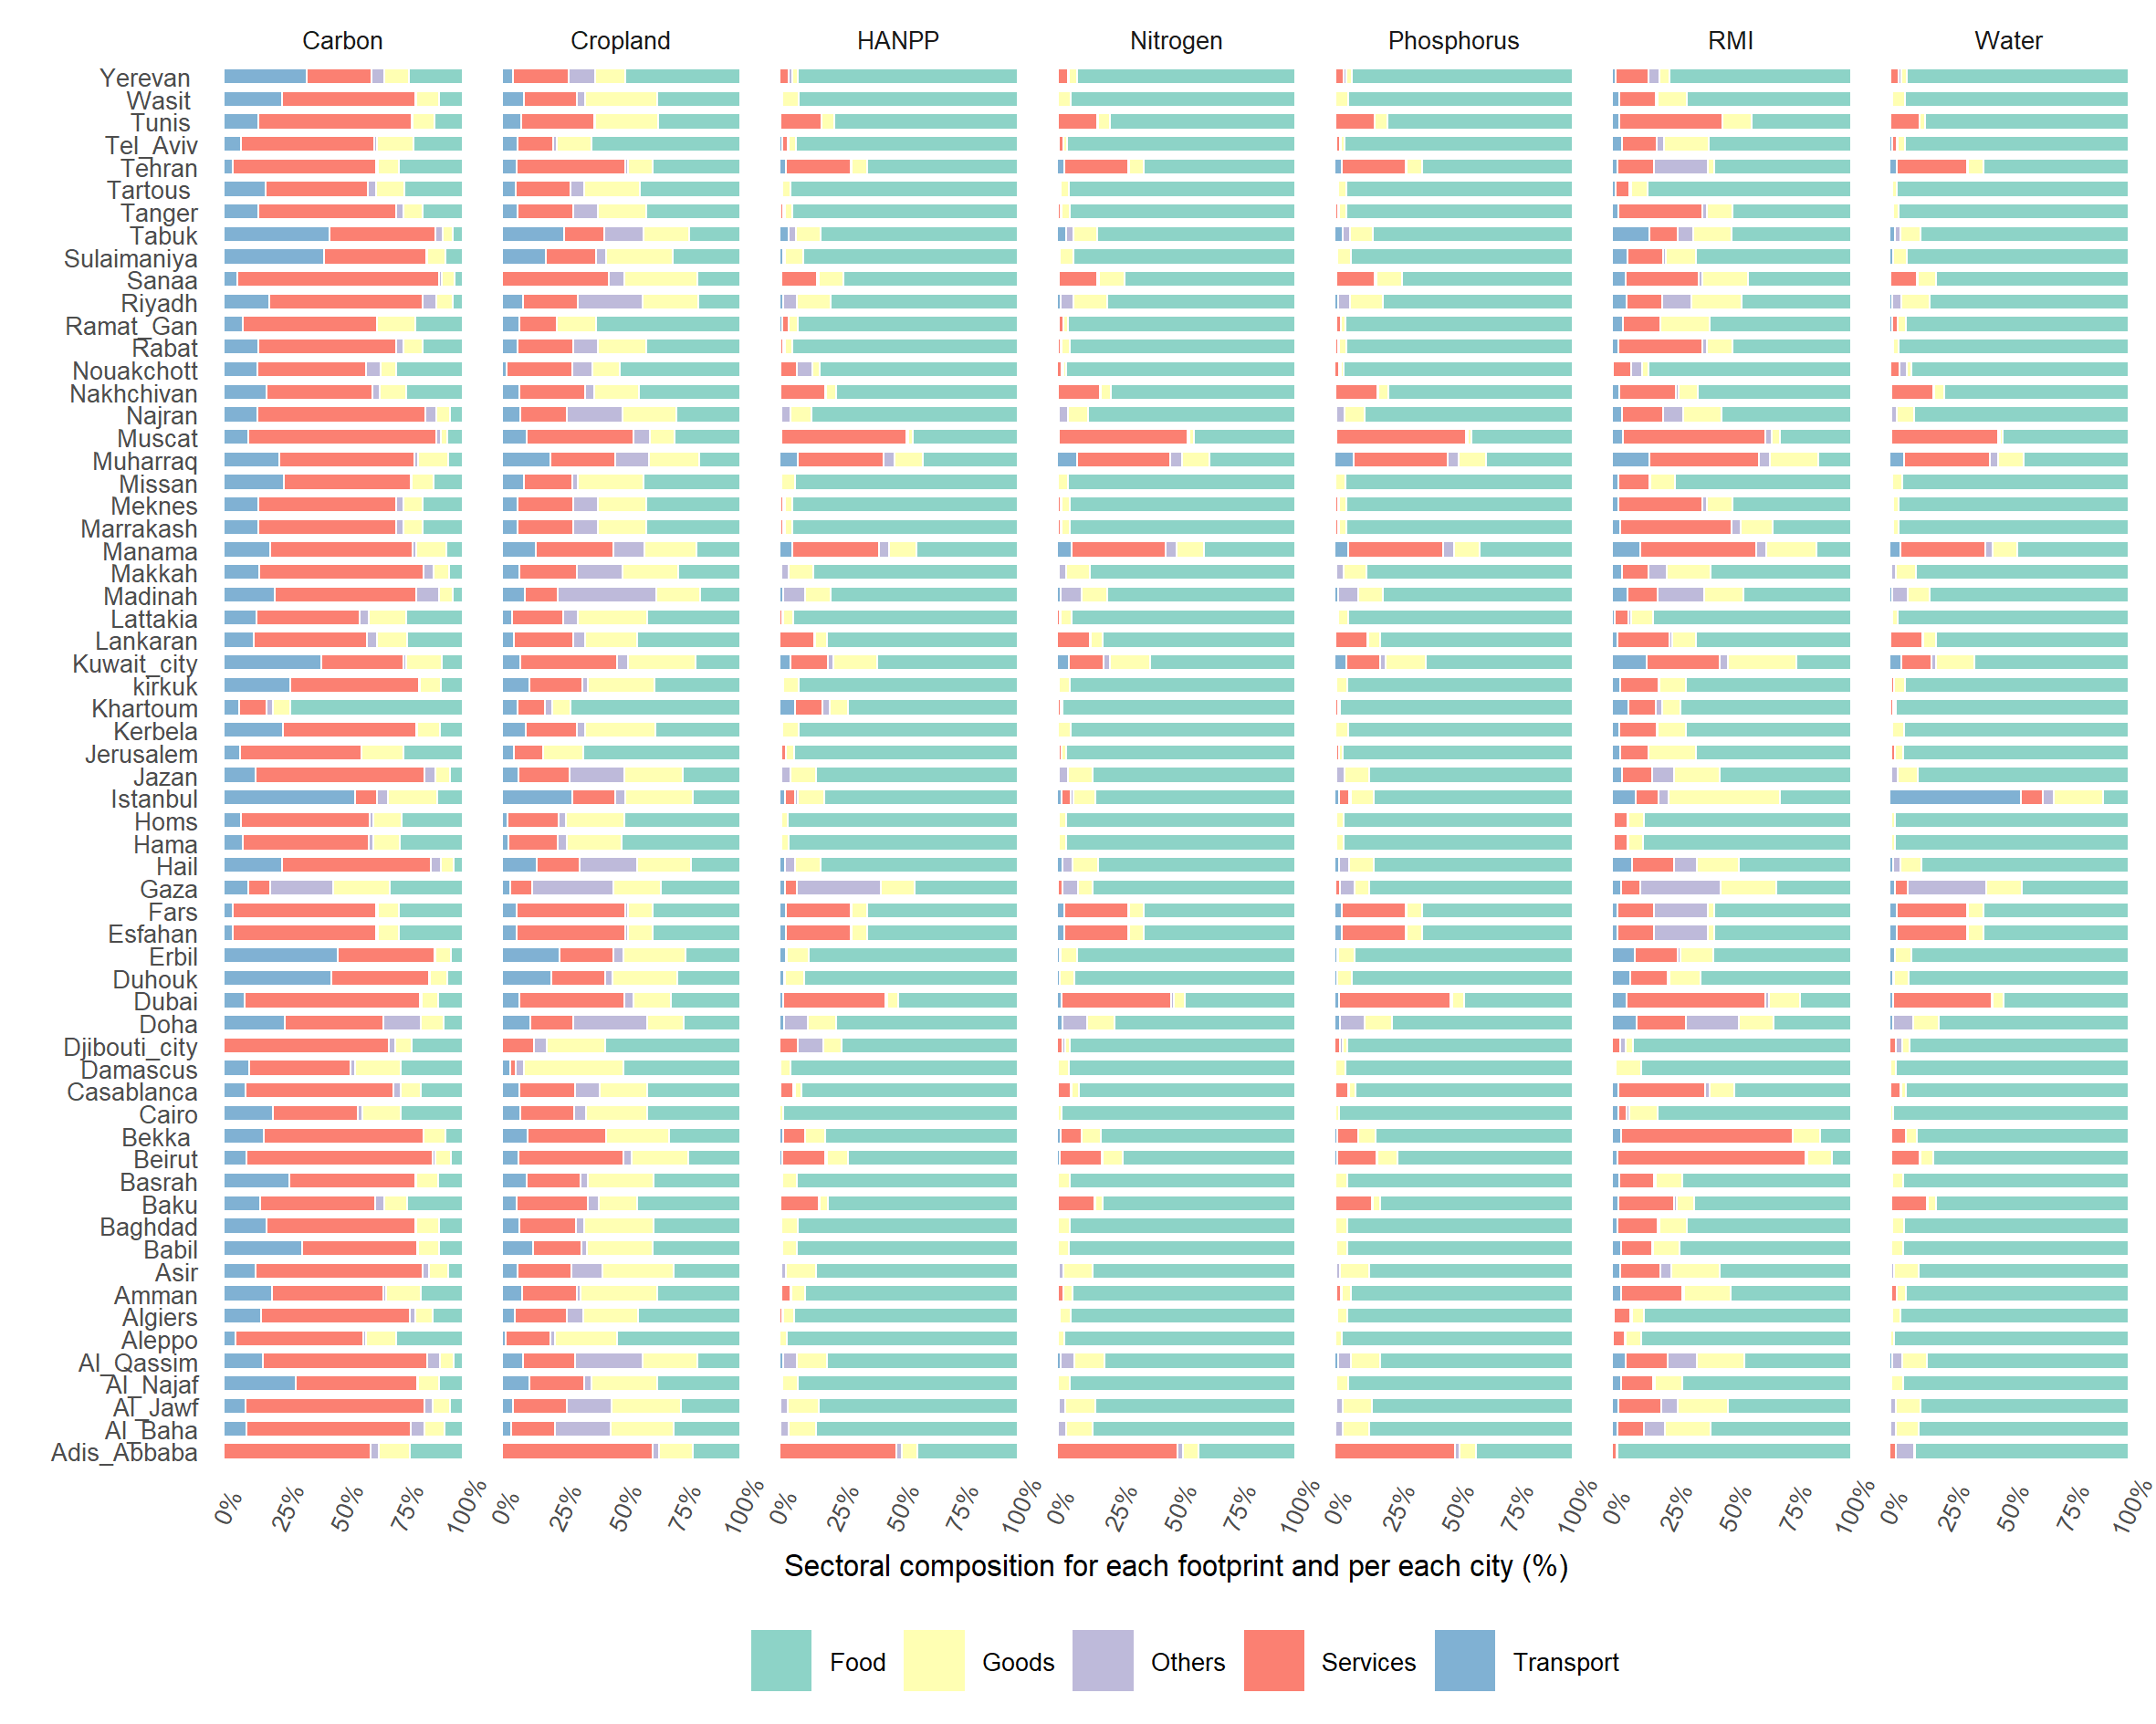 Carbon Cropland HANPP Nitrogen Phosphorus RMI Water
Yerevan
Wasit
Tunis
Tel_Aviv
Tehran
Tartous
Tanger
Tabuk
Sulaimaniya
Sanaa
Riyadh
Ramat_Gan
Rabat
Nouakchott
Nakhchivan
Najran
Muscat
Muharraq
Missan
Meknes
Marrakash
Manama
Makkah
Madinah
Lattakia
Lankaran
Kuwait_city
kirkuk
Khartoum
Kerbela
Jerusalem
Jazan
Istanbul
Homs
Hama
Hail
Gaza
Fars
Esfahan
Erbil
Duhouk
Dubai
Doha
Djibouti_city
Damascus
Casablanca
Cairo
Bekka
Beirut
Basrah
Baku
Baghdad
Babil
Asir
Amman
Algiers
Aleppo
Al_Qassim
Al_Najaf
Al_Jawf
Al_Baha
Adis_Abbaba
0% 25% 50% 75% 100% 0% 25% 50% 75% 100% 0% 25% 50% 75% 100% 0% 25% 50% 75% 100% 0% 25% 50% 75% 100% 0% 25% 50% 75% 100% 0% 25% 50% 75% 100%
Sectoral composition for each footprint and per each city (%)
Food Goods Others Services Transport